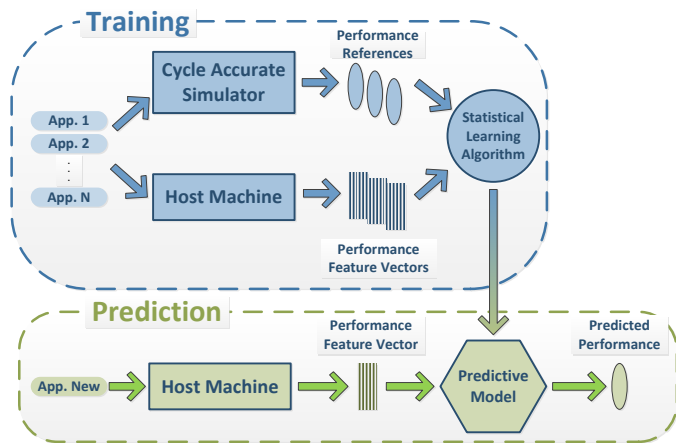 Training
Performance
References
Cycle Accurate
Simulator
App. 1
App. 2
.
.
.
App. N
Statistical
Learning
Algorithm
Host Machine
Performance
Feature Vectors
Prediction
Performance
Feature Vector
Predicted
Performance
App. New
Host Machine
Predictive
Model